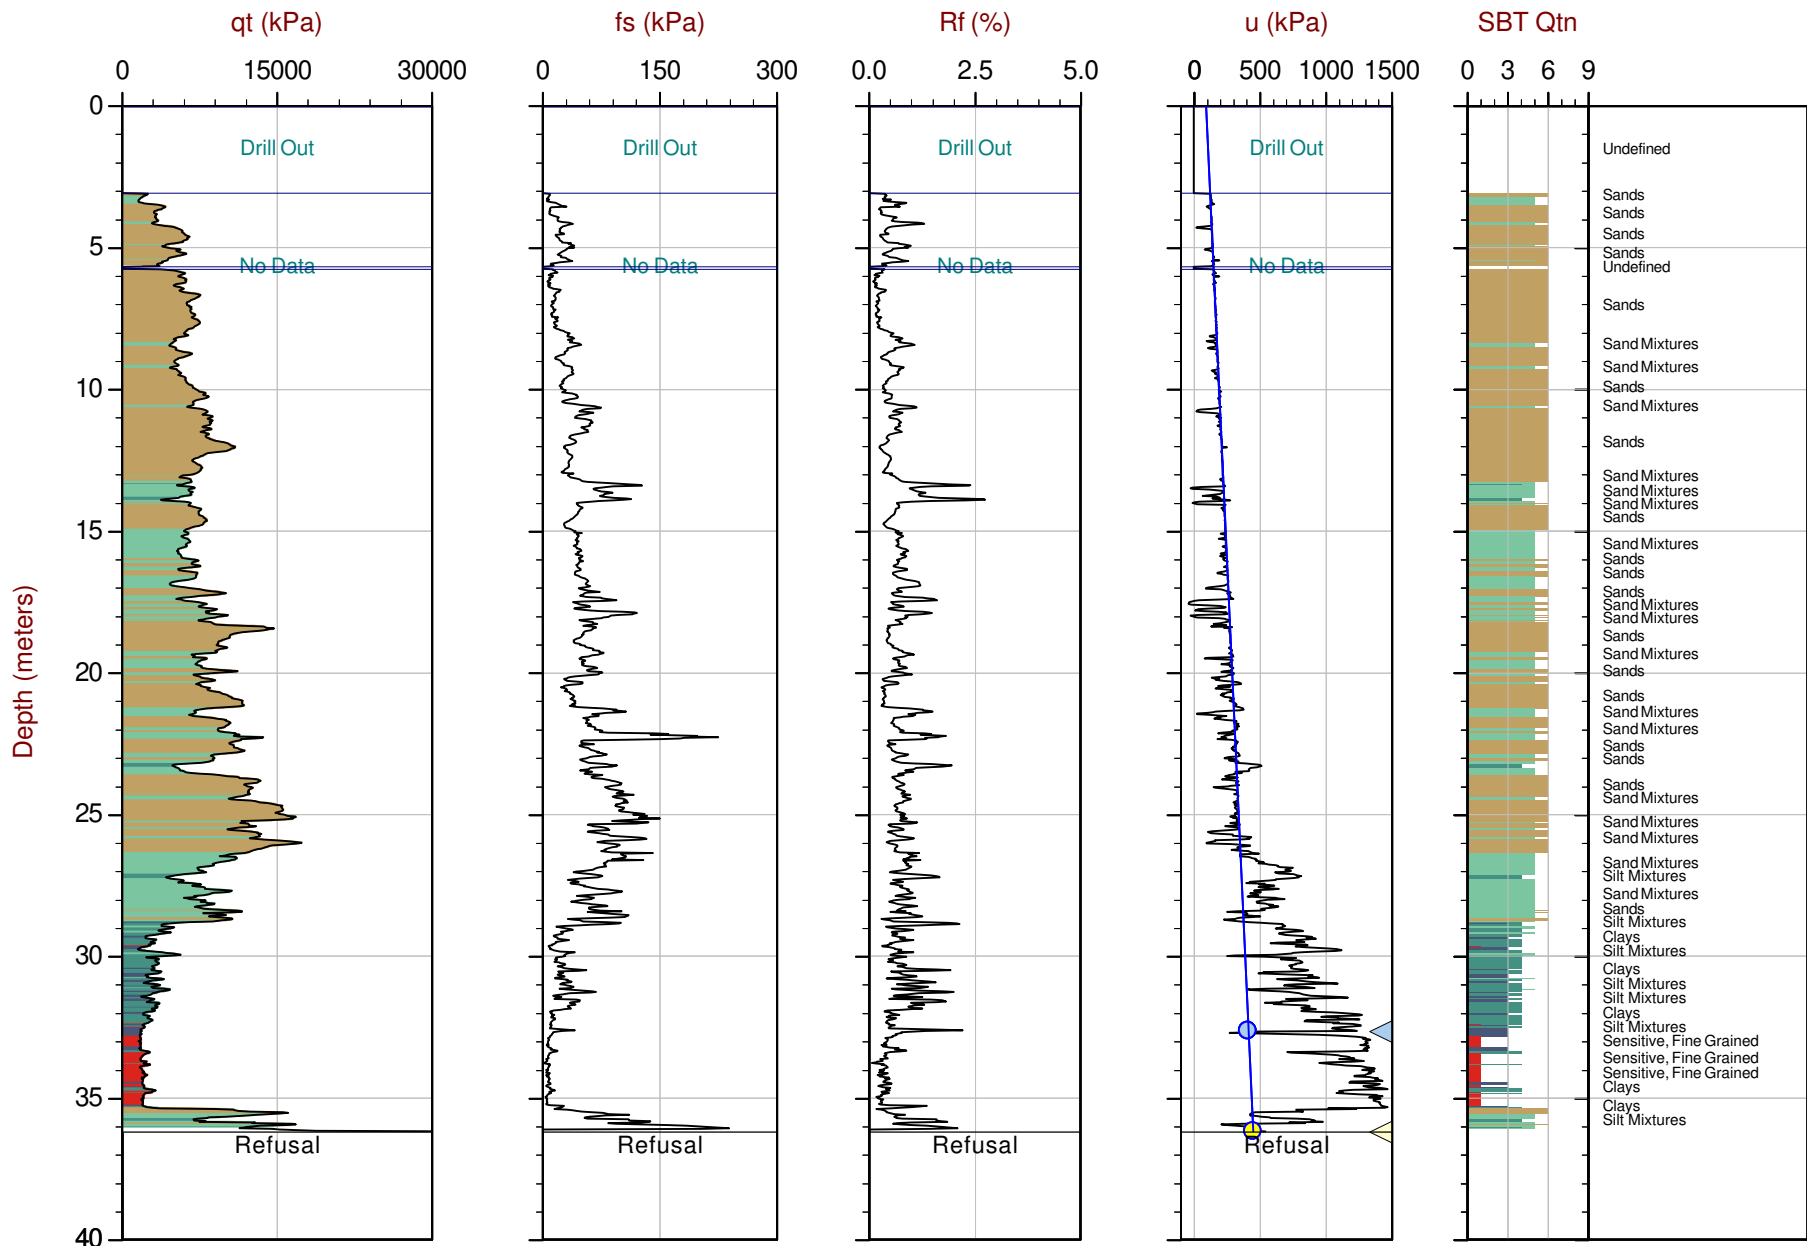 qt (kPa) fs (kPa) Rf (%) u (kPa) SBT Qtn
0 15000 30000 0 150 300 0.0 2.5 5.0 0 500 1000 1500 0 3 6 9
0
Drill Out Drill Out Drill Out Drill Out Undefined
Sands
Sands
Sands
5
Sands
No Data No Data No Data No Data Undefined
Sands
Sand Mixtures
Sand Mixtures
10 Sands
Sand Mixtures
Sands
Sand Mixtures
Sand Mixtures
Sand Mixtures
Sands
15
Sand Mixtures
Sands
Sands
Sands
Sand Mixtures
Sand Mixtures
Sands
Sand Mixtures
20 Sands
Sands
Sand Mixtures
Sand Mixtures
Sands
Sands
Sands
Sand Mixtures
25
Sand Mixtures
Sand Mixtures
Sand Mixtures
Silt Mixtures
Sand Mixtures
Sands
Silt Mixtures
Clays
Silt Mixtures
30
Clays
Silt Mixtures
Silt Mixtures
Clays
Silt Mixtures
Sensitive, Fine Grained
Sensitive, Fine Grained
Sensitive, Fine Grained
Clays
35
Clays
Silt Mixtures
Refusal Refusal Refusal Refusal
40
Depth (meters)